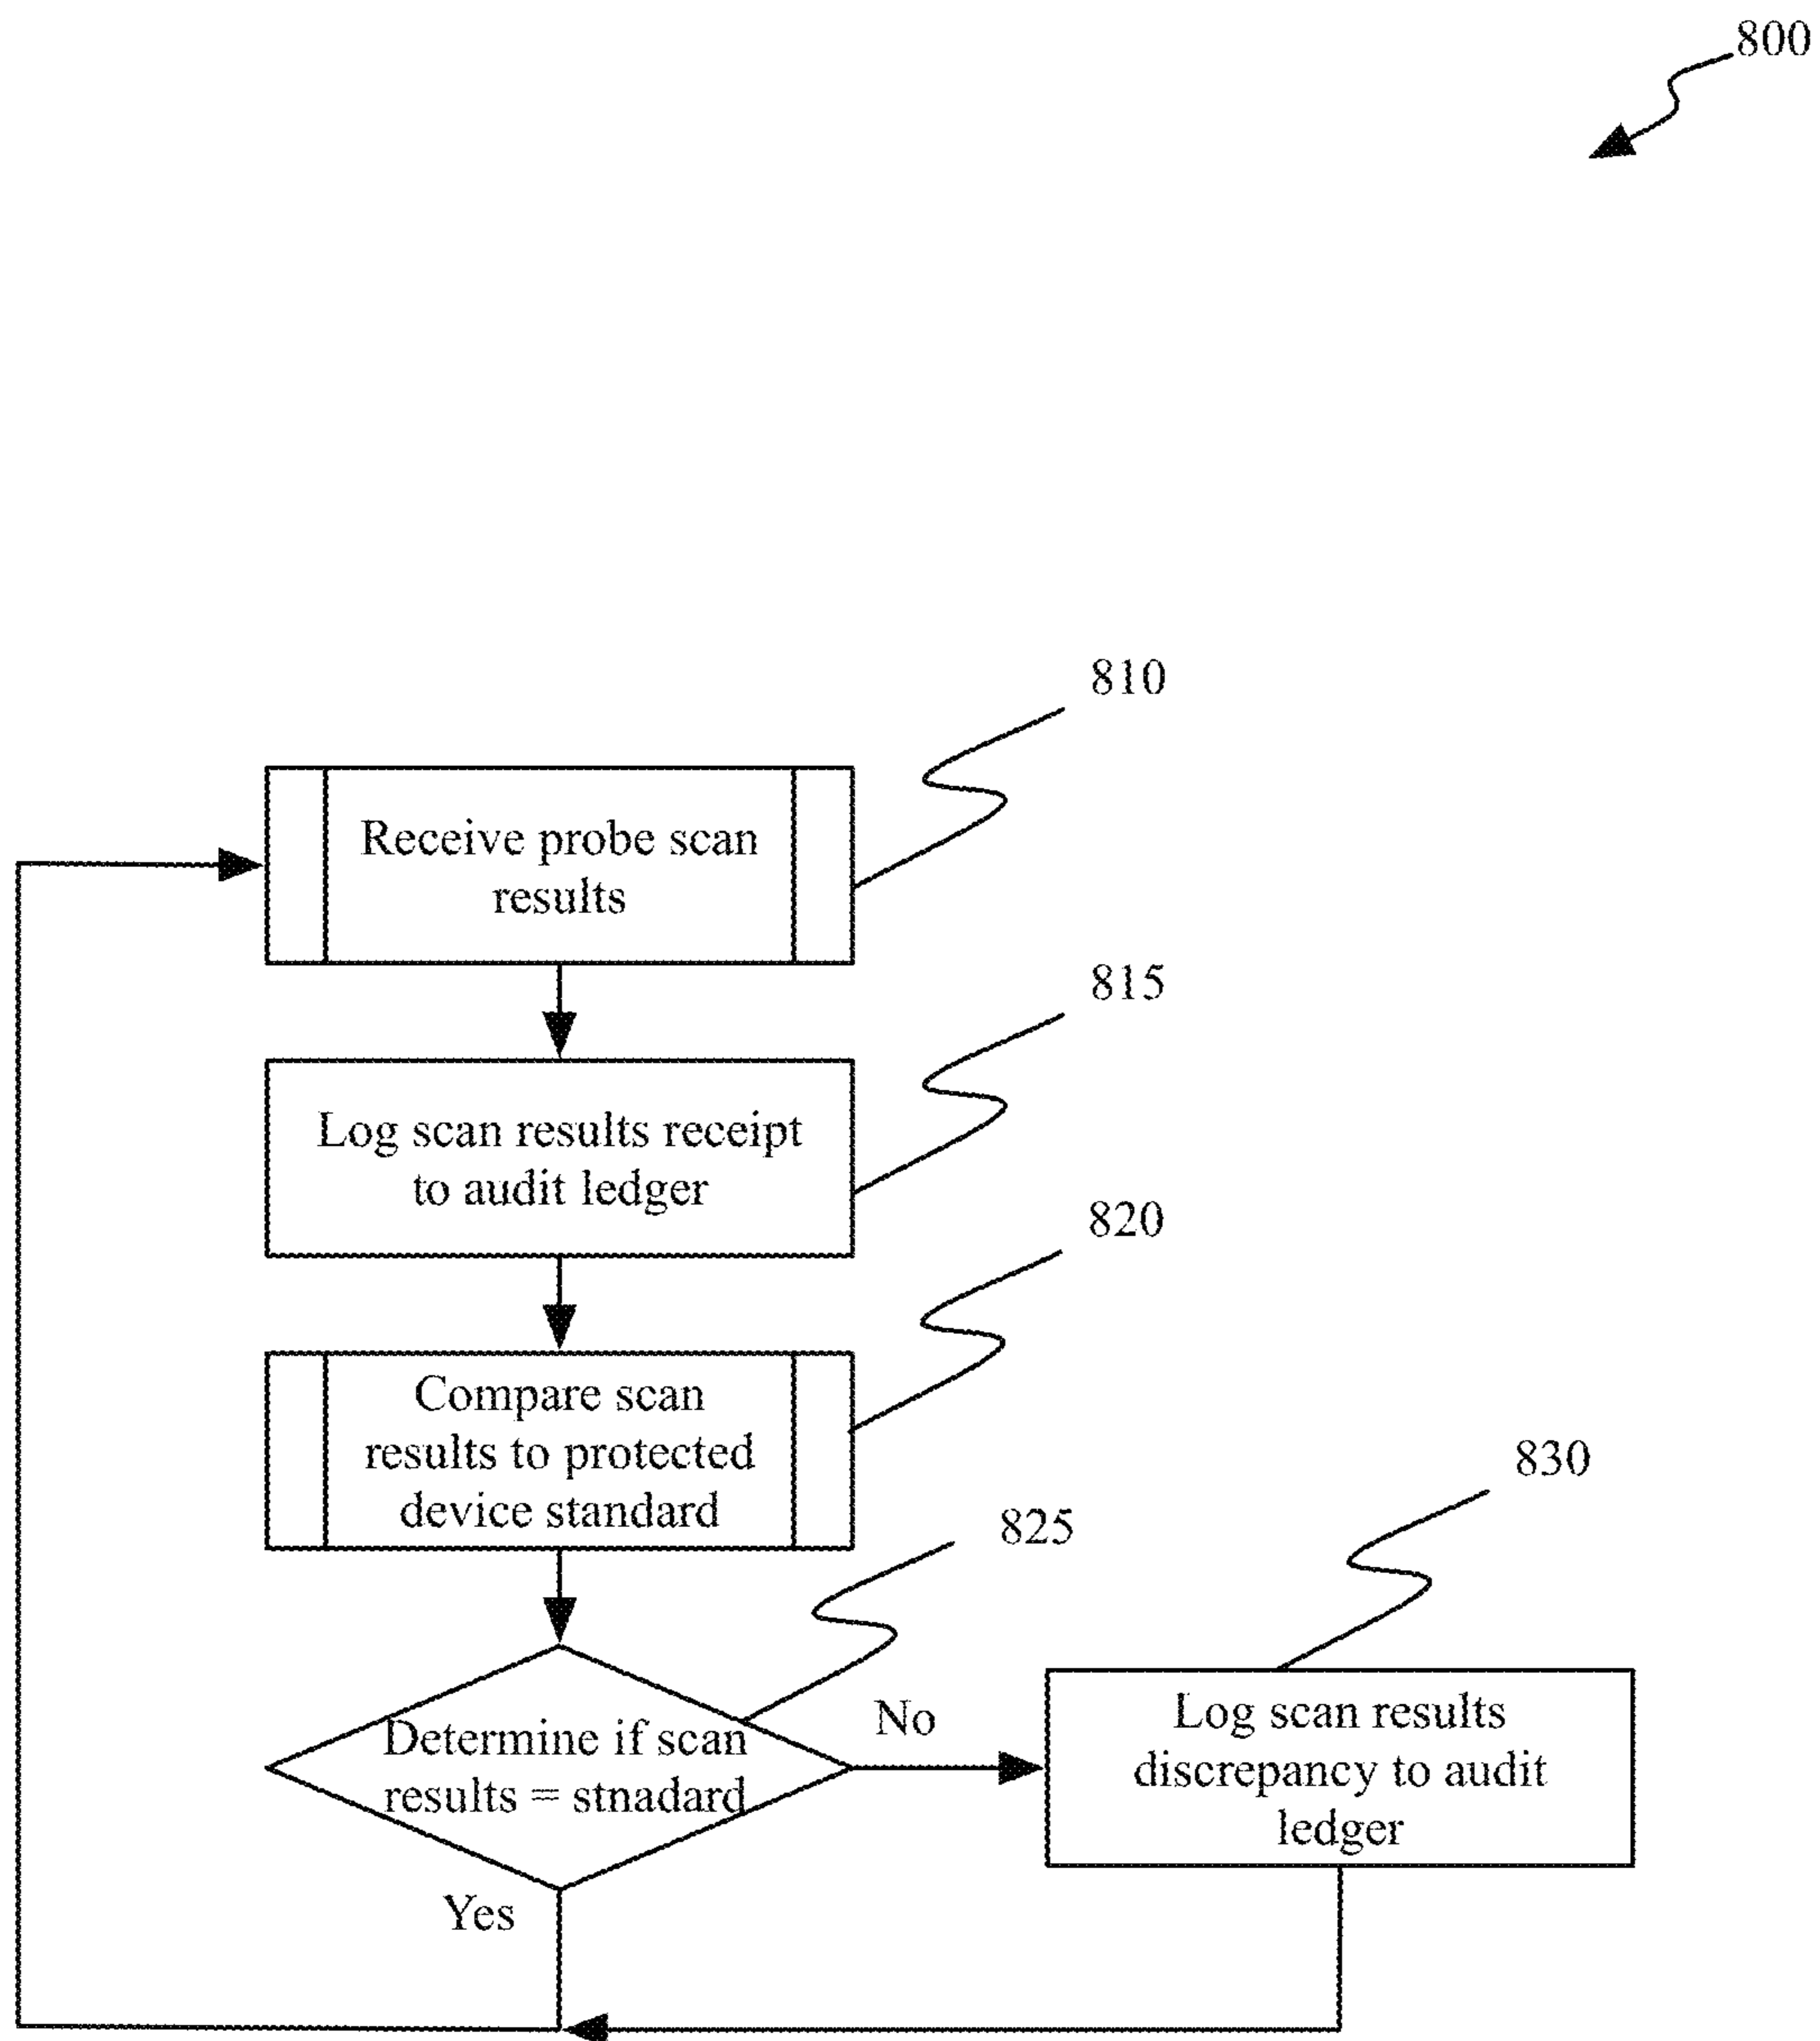 800
810
Receive probe scan
results
815
Log scan results receipt
to audit ledger
820
Compare scan
results to protected
device standard
825
830
Determine if scan
results = stnadard
No
Log scan results
discrepancy to audit
ledger
Yes